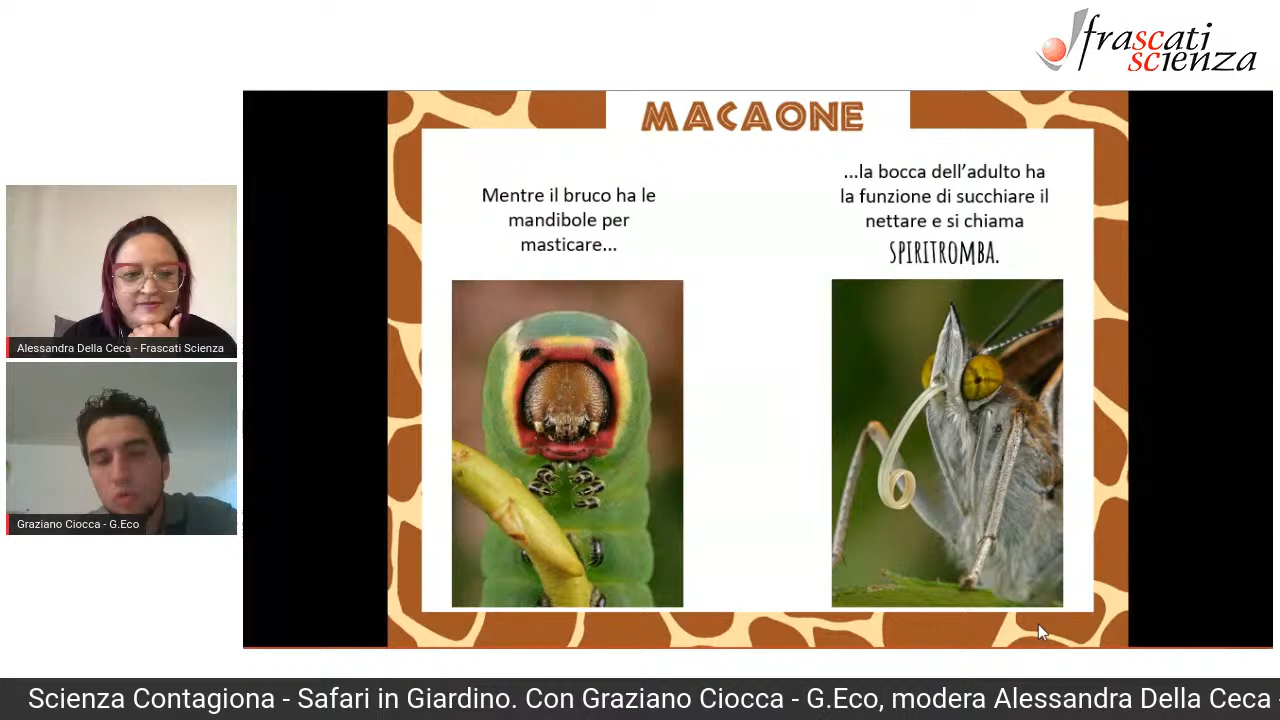 frascati
scienza
MACAONE
Mentre il bruco ha le
mandibole per
masticare...
...la bocca dell'adulto ha
la funzione di succhiare il
nettare e si chiama
SPIRITROMBA.
Alessandra Della Ceca - Frascati Scienza
Graziano Ciocca - G.Eco
Scienza Contagiona - Safari in Giardino. Con Graziano Ciocca - G.Eco, modera Alessandra Della Ceca